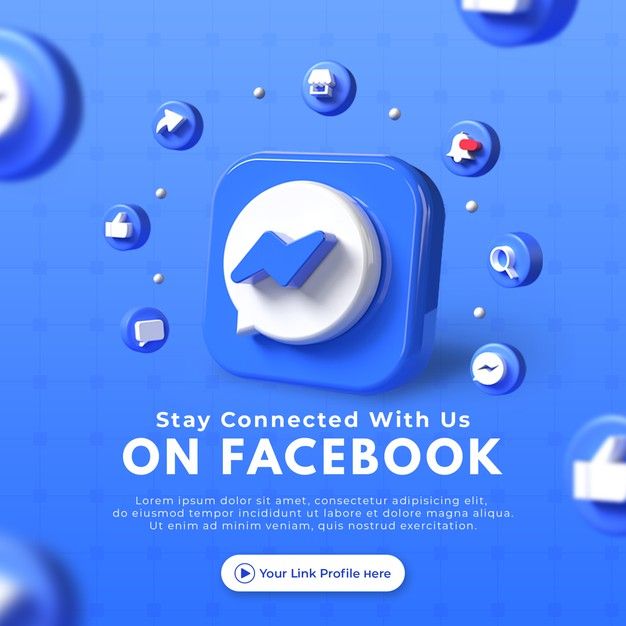 Stay Connected With Us
ON FACEBOOK
Lorem ipsum dolor sit amet, consectetur adipiscing elit,
do eiusmod tempor incididunt ut labore et dolore magna aliqua.
Ut enim ad minim veniam, quis nostrud exercitation.
Your Link Profile Here